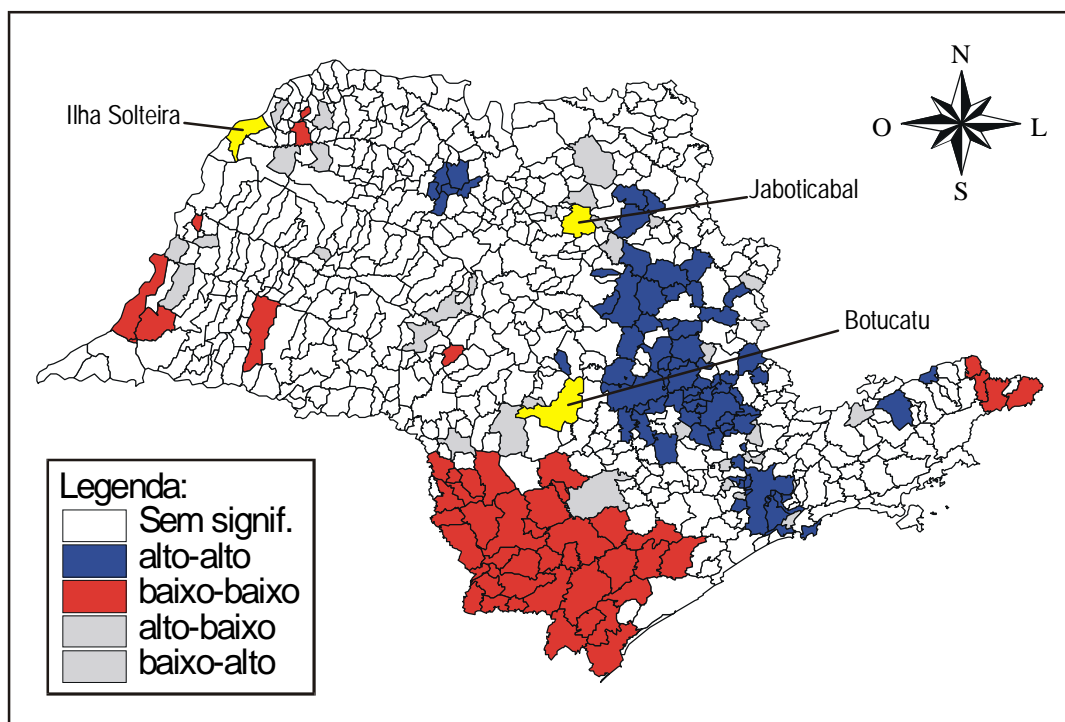 N
O
L
S
Ilha Solteira
Jaboticabal
Botucatu
Legenda:
Sem signif.
alto-alto
baixo-baixo
alto-baixo
baixo-alto